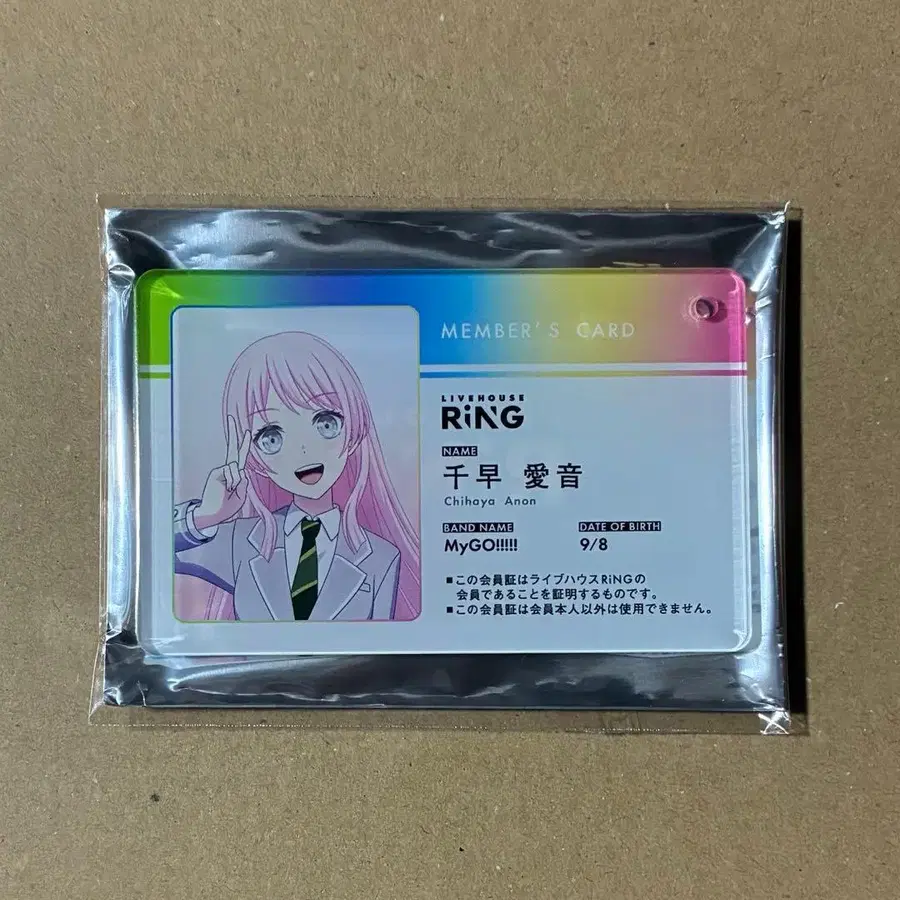 MEMBER'S CARD
LIVEHOUSE
RiNG
NAME
千早 愛音
Chihaya Anon
BAND NAME
DATE OF BIRTH
MyGO!!!!!
9/8
■この会員証はライブハウスRiNGの
会員であることを証明するものです。
■この会員証は会員本人以外は使用できません。